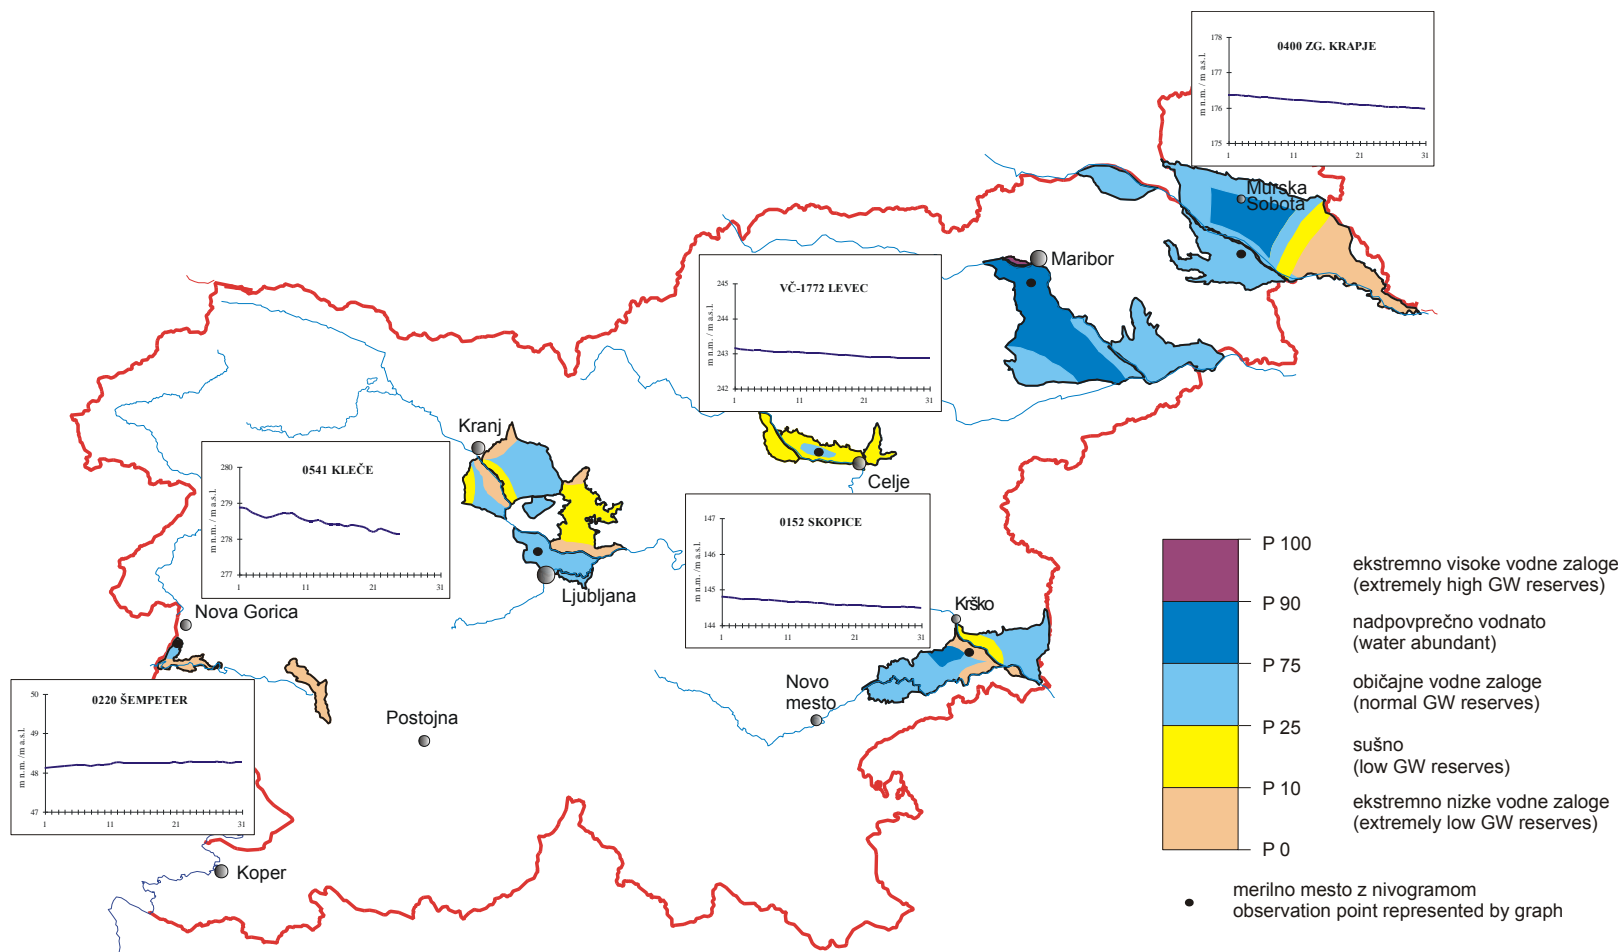 0400 ZG. KRAPJE
m n.m. / m a.s.l.
178
177
176
175
1 11 21 31
Murska
Sobota
Maribor
VČ-1772 LEVEC
m n.m. / m a.s.l.
245
244
243
242
1 11 21 31
Kranj
Celje
0541 KLEČE
m n.m. / m a.s.l.
280
279
278
277
1 11 21 31
0152 SKOPICE
m n.m. / m a.s.l.
147
146
145
144
1 11 21 31
Ljubljana
Nova Gorica
Krško
Novo
mesto
Postojna
0220 ŠEMPETER
m n.m. /m a.s.l.
50
49
48
47
1 11 21 31
Koper
P 100
ekstremno visoke vodne zaloge
(extremely high GW reserves)
P 90
nadpovprečno vodnato
(water abundant)
P 75
običajne vodne zaloge
(normal GW reserves)
P 25
sušno
(low GW reserves)
P 10
ekstremno nizke vodne zaloge
(extremely low GW reserves)
P 0
merilno mesto z nivogramom
observation point represented by graph